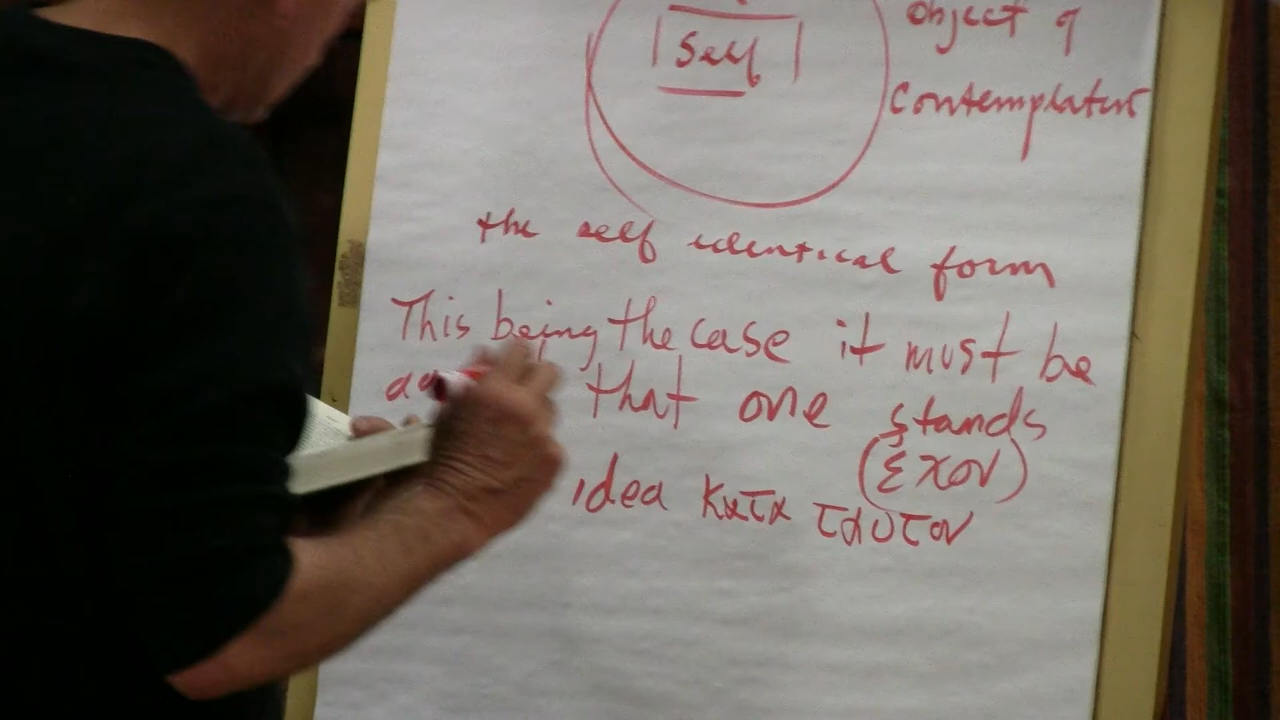 Self
object of
Contemplation
the self identical form
This being the case it must be
that one stands
(ἐχον)
idea κατα ταυτον